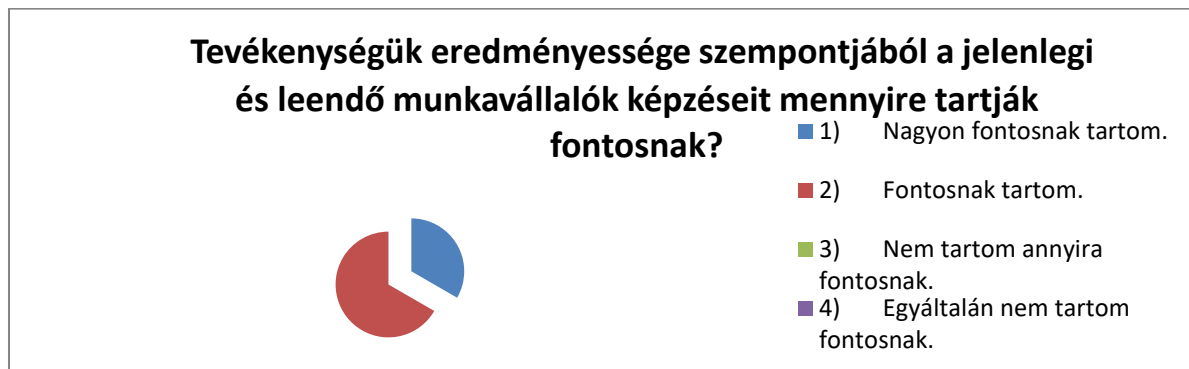 Tevékenységük eredményessége szempontjából a jelenlegi
és leendő munkavállalók képzéseit mennyire tartják
fontosnak?
1) Nagyon fontosnak tartom.
2) Fontosnak tartom.
3) Nem tartom annyira
fontosnak.
4) Egyáltalán nem tartom
fontosnak.